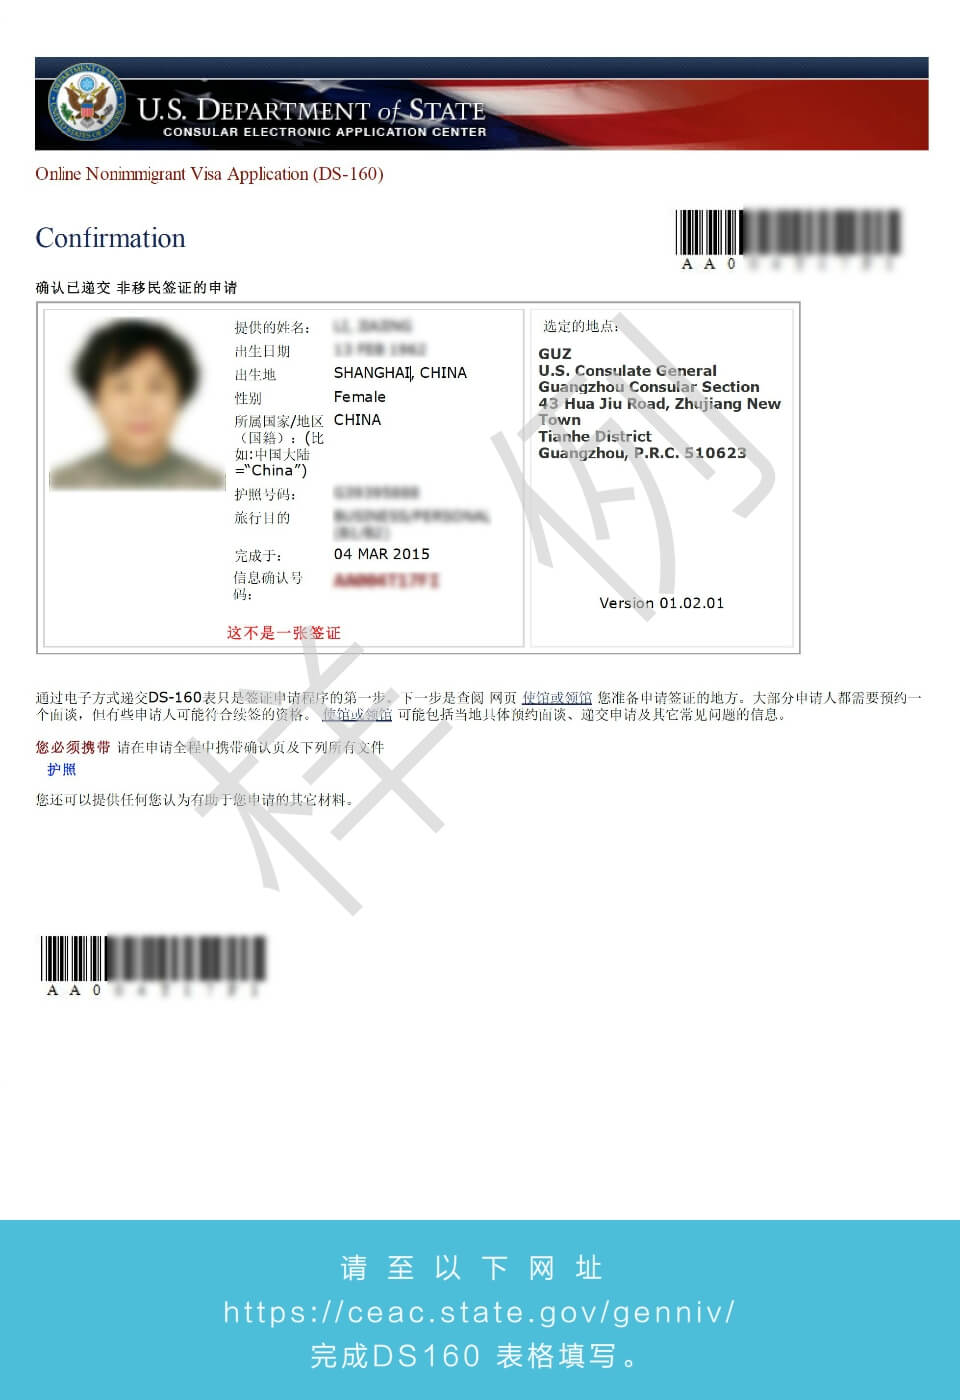 U.S. DEPARTMENT of STATE
CONSULAR ELECTRONIC APPLICATION CENTER
Online Nonimmigrant Visa Application (DS-160)
Confirmation
A A 0
确认已递交 非移民签证的申请
提供的姓名:
出生日期
出生地 SHANGHAI, CHINA
性别 Female
所属国家/地区 CHINA
（国籍）: (比
如:中国大陆
="China")
护照号码:
旅行目的
完成于: 04 MAR 2015
信息确认号
码:
这不是一张签证
选定的地点:
GUZ
U.S. Consulate General
Guangzhou Consular Section
43 Hua Jiu Road, Zhujiang New
Town
Tianhe District
Guangzhou, P.R.C. 510623
Version 01.02.01
通过电子方式递交DS-160表只是签证申请程序的第一步。下一步是查阅 网页 使馆或领馆 您准备申请签证的地方。大部分申请人都需要预约一
个面谈，但有些申请人可能符合续签的资格。 使馆或领馆 可能包括当地具体预约面谈、递交申请及其它常见问题的信息。
您必须携带 请在申请全程中携带确认页及下列所有文件
护照
您还可以提供任何您认为有助于您申请的其它材料。
样例
A A 0
请至以下网址
https://ceac.state.gov/genniv/
完成DS160 表格填写。